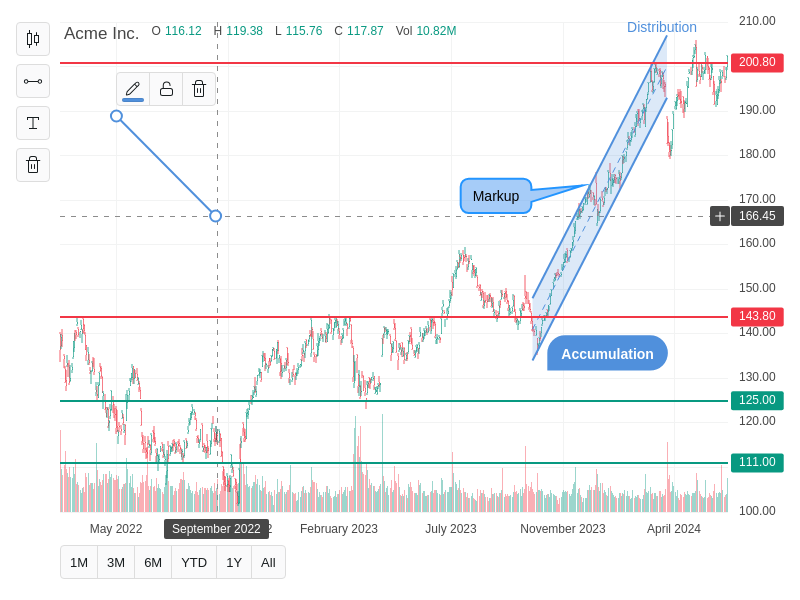 Acme Inc. O 116.12 H 119.38 L 115.76 C 117.87 Vol 10.82M
Distribution
210.00
200.80
190.00
180.00
170.00
Markup
166.45
160.00
150.00
143.80
140.00
Accumulation
130.00
125.00
120.00
111.00
100.00
May 2022 September 2022 February 2023 July 2023 November 2023 April 2024
1M 3M 6M YTD 1Y All